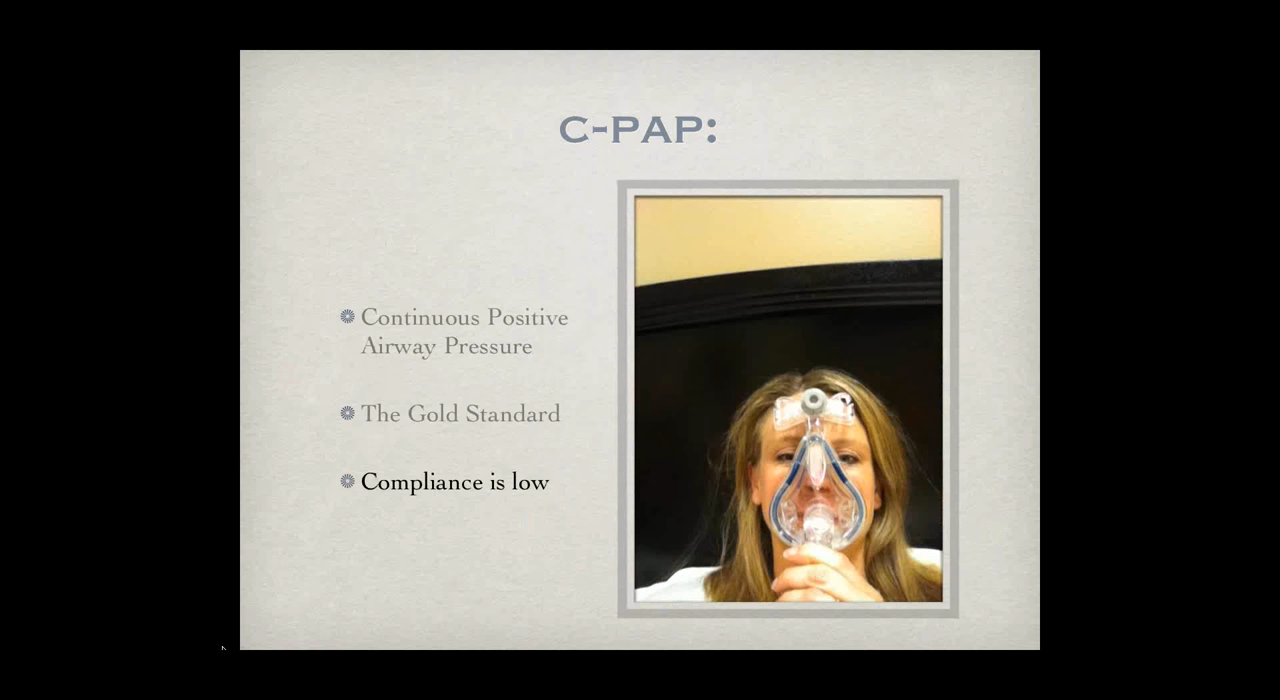 C-PAP:
Continuous Positive
Airway Pressure
The Gold Standard
Compliance is low